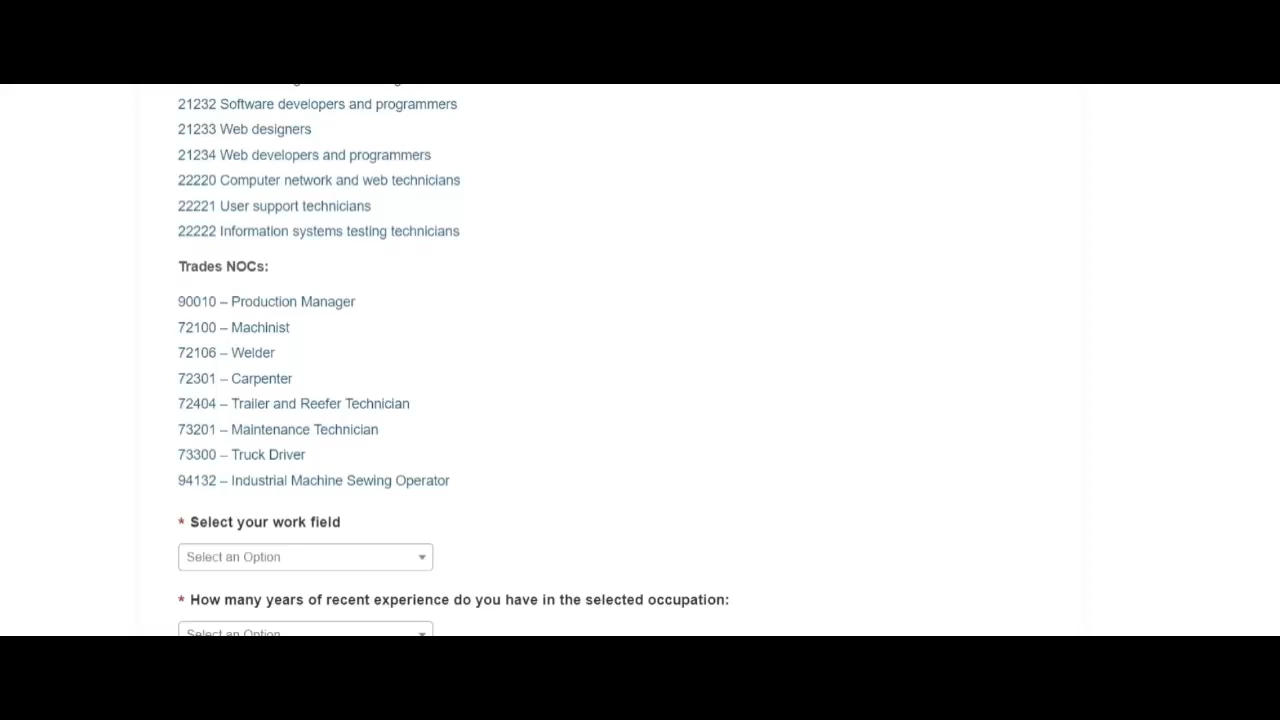 21232 Software developers and programmers
21233 Web designers
21234 Web developers and programmers
22220 Computer network and web technicians
22221 User support technicians
22222 Information systems testing technicians
Trades NOCs:
90010 – Production Manager
72100 – Machinist
72106 – Welder
72301 – Carpenter
72404 – Trailer and Reefer Technician
73201 – Maintenance Technician
73300 – Truck Driver
94132 – Industrial Machine Sewing Operator
* Select your work field
Select an Option
* How many years of recent experience do you have in the selected occupation:
Select an Option